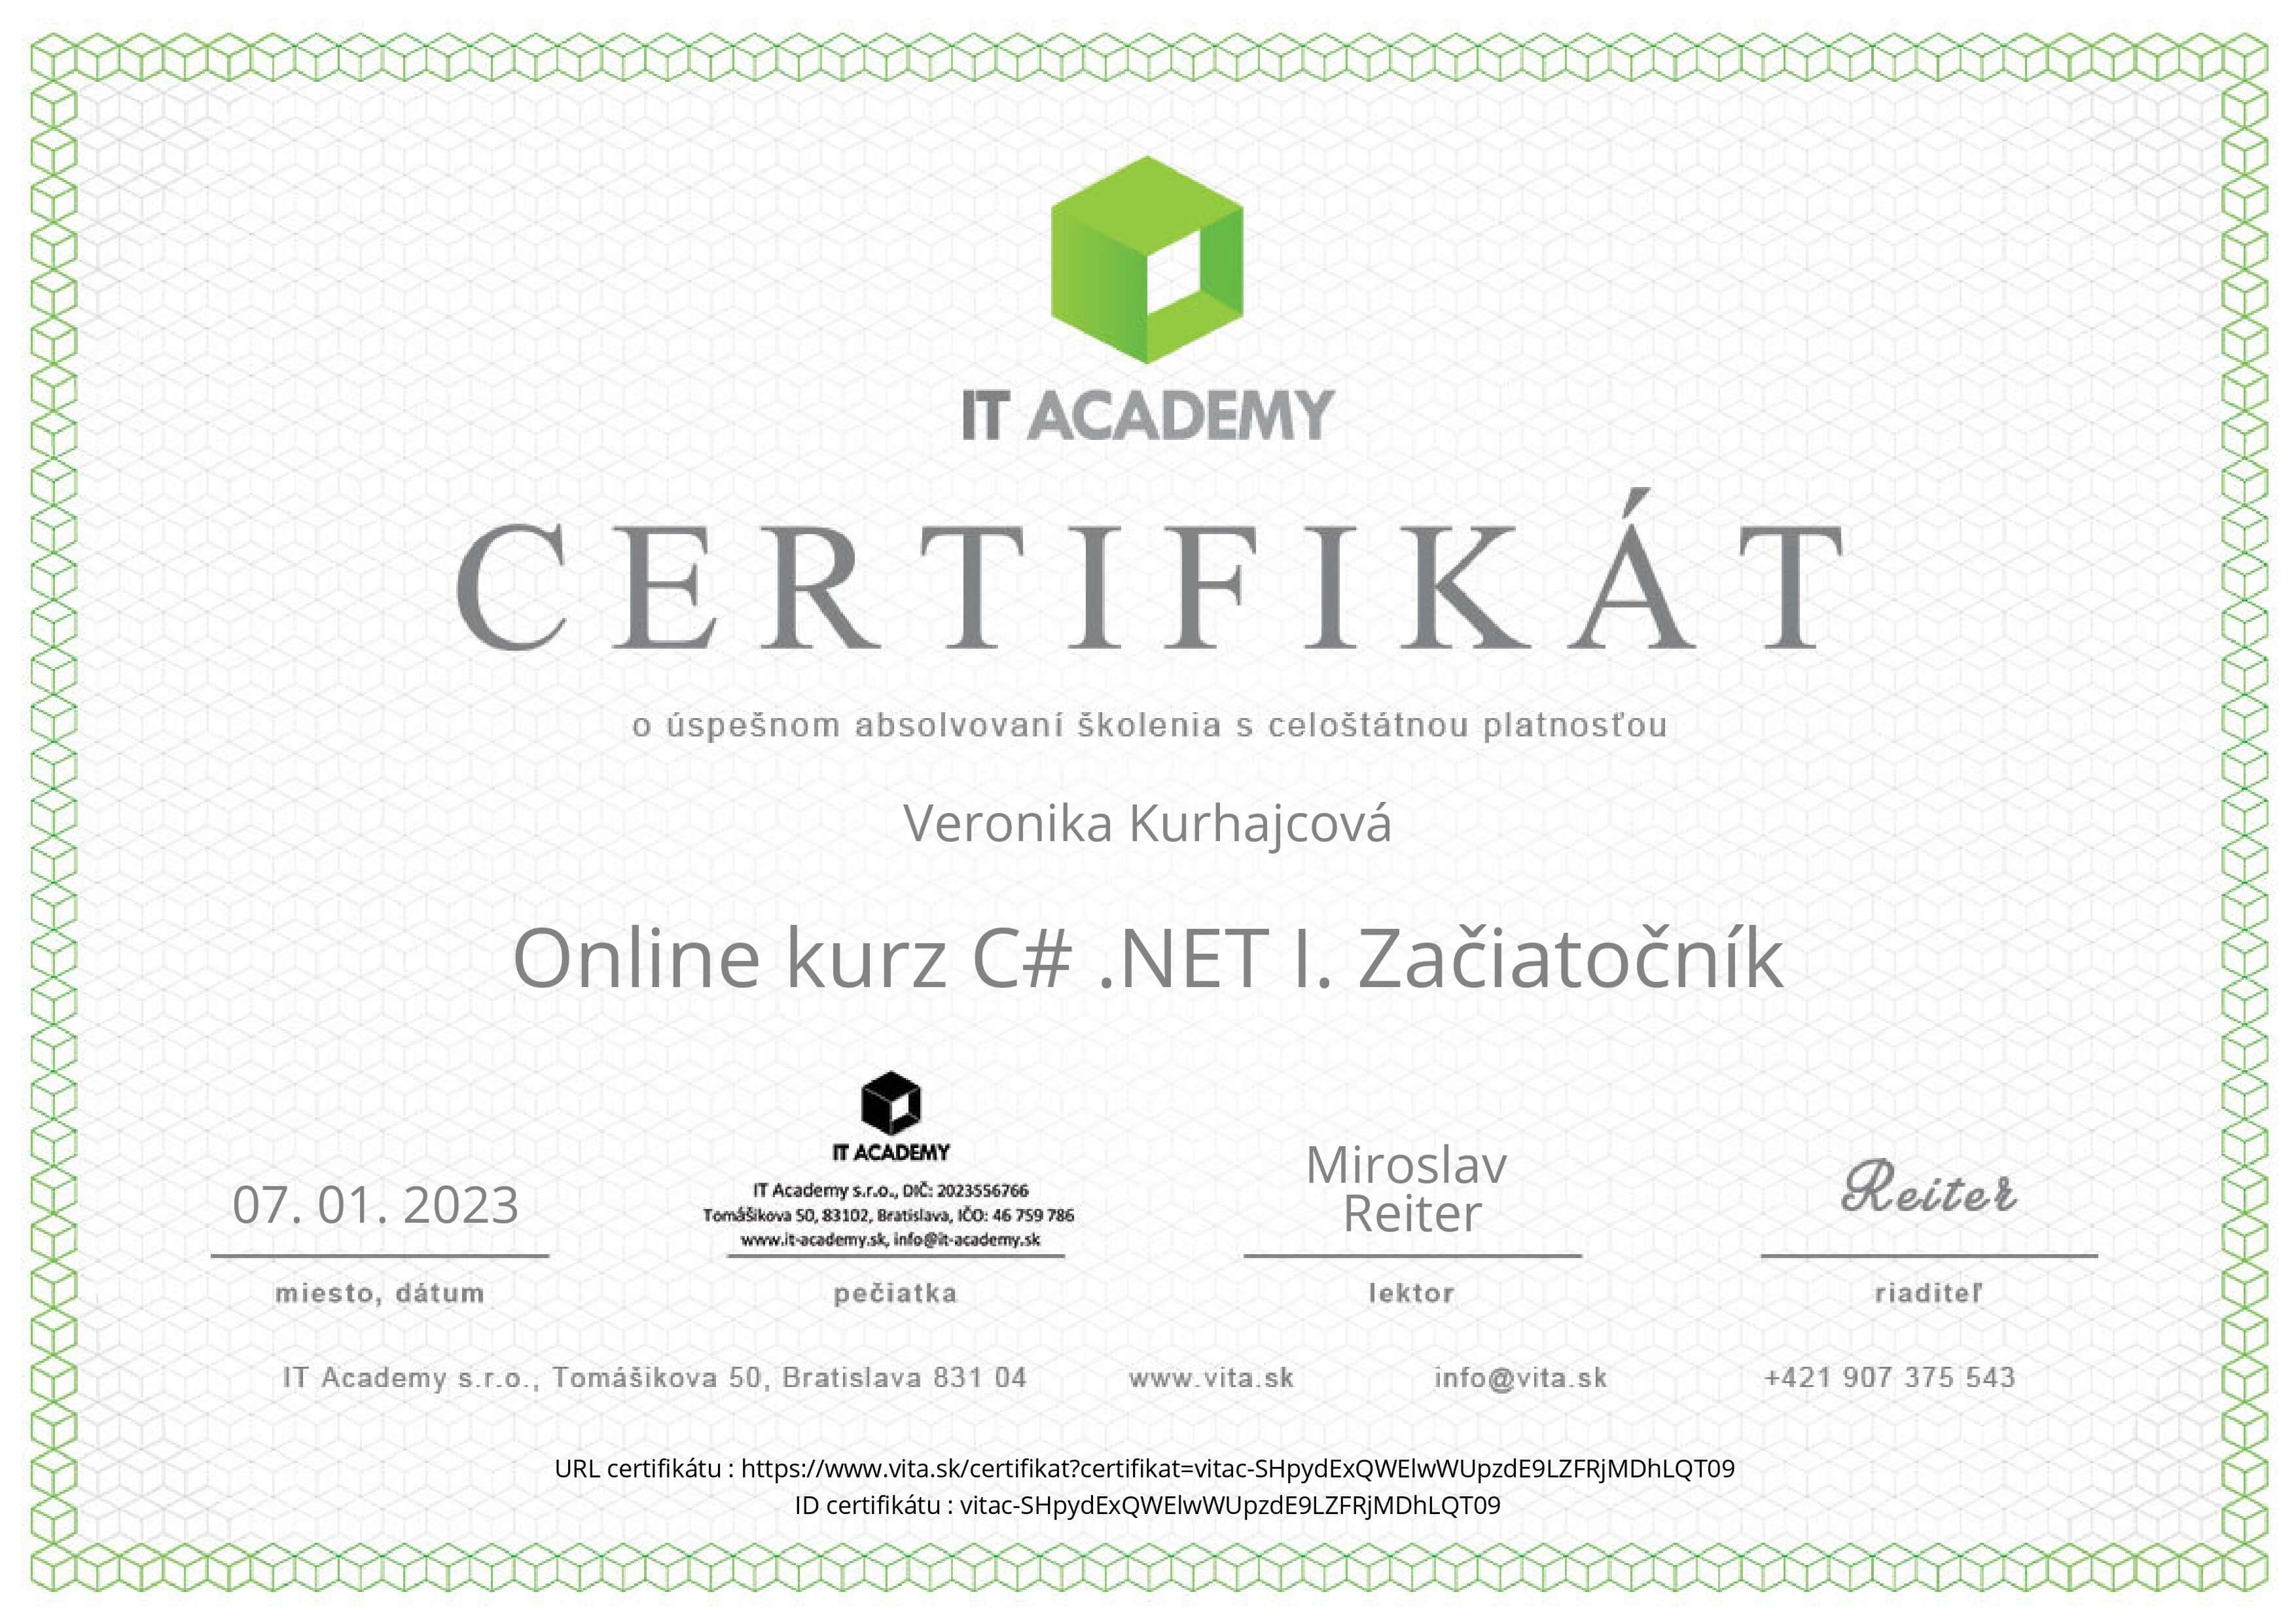 IT ACADEMY
CERTIFIKÁT
o úspešnom absolvovaní školenia s celoštátnou platnosťou
Veronika Kurhajcová
Online kurz C# .NET I. Začiatočník
IT ACADEMY
IT Academy s.r.o., DIČ: 2023556766
Tomášikova 50, 83102, Bratislava, IČO: 46 759 786
www.it-academy.sk, info@it-academy.sk
07. 01. 2023
Miroslav
Reiter
Reiter
miesto, dátum pečiatka lektor riaditeľ
IT Academy s.r.o., Tomášikova 50, Bratislava 831 04 www.vita.sk info@vita.sk +421 907 375 543
URL certifikátu : https://www.vita.sk/certifikat?certifikat=vitac-SHpydExQWElwWUpzdE9LZFRjMDhLQT09
ID certifikátu : vitac-SHpydExQWElwWUpzdE9LZFRjMDhLQT09